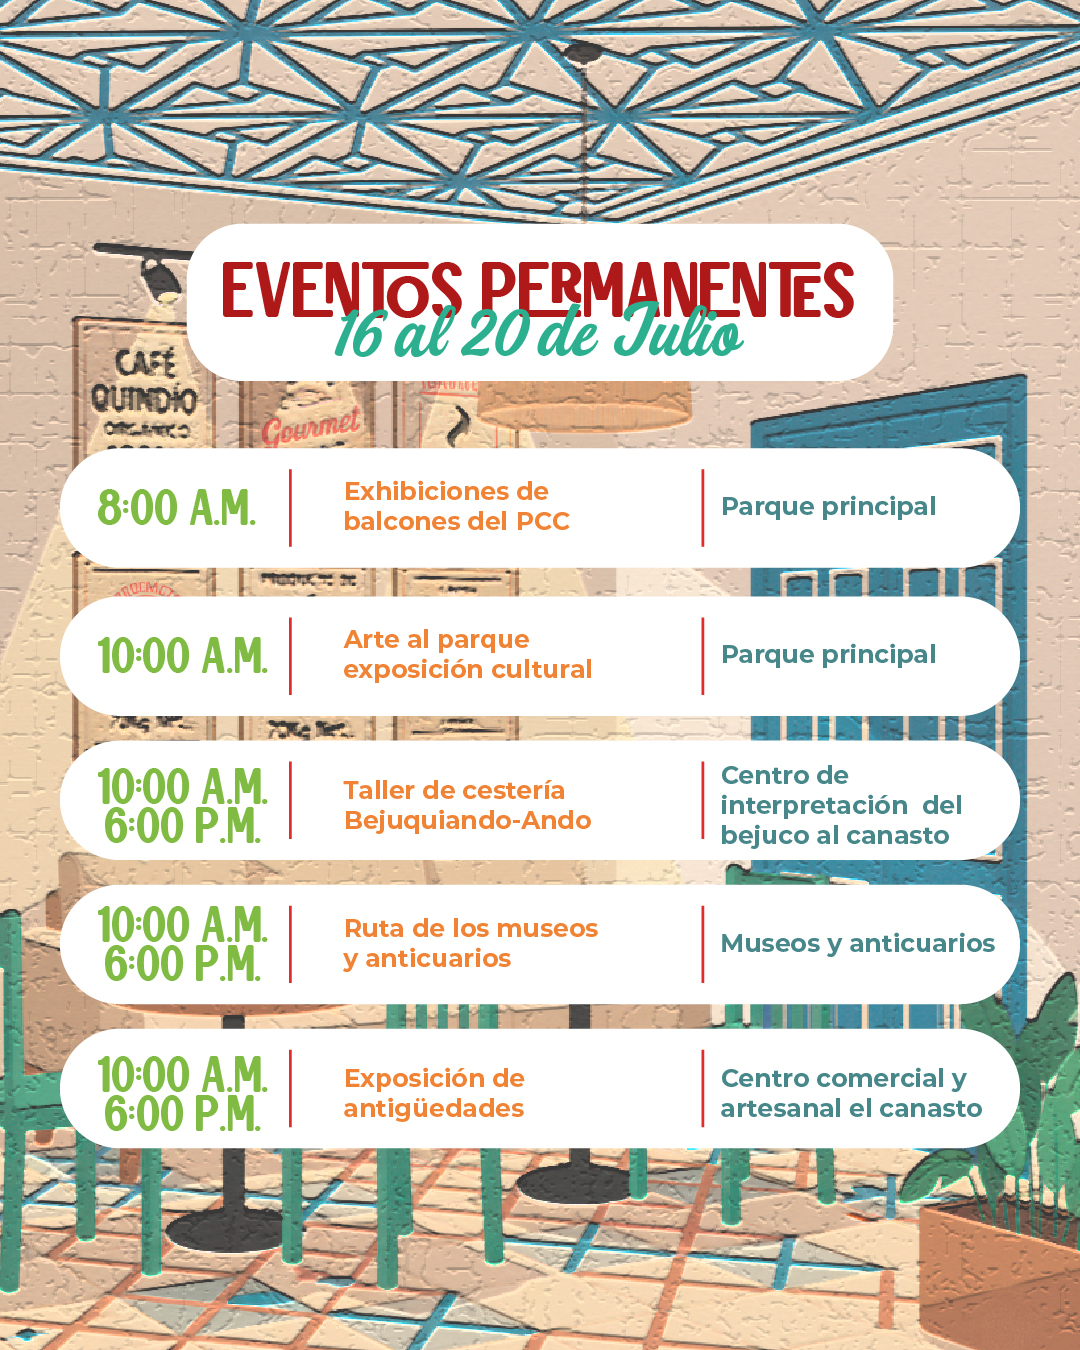 EVENTOS PERMANENTES
16 al 20 de Julio
CAFÉ
QUINDÍO
ORGANICO
Gourmet
8:00 A.M.
Exhibiciones de
balcones del PCC
Parque principal
10:00 A.M.
Arte al parque
exposición cultural
Parque principal
10:00 A.M.
6:00 P.M.
Taller de cestería
Bejuquiando-Ando
Centro de
interpretación  del
bejuco al canasto
10:00 A.M.
6:00 P.M.
Ruta de los museos
y anticuarios
Museos y anticuarios
10:00 A.M.
6:00 P.M.
Exposición de
antigüedades
Centro comercial y
artesanal el canasto